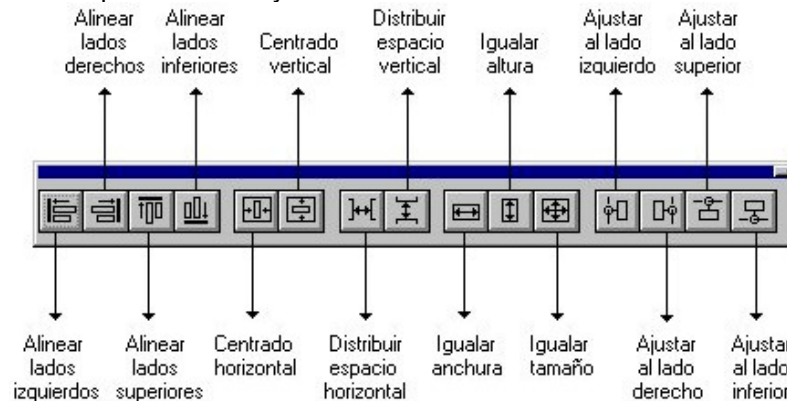 Alinear
lados
derechos
Alinear
lados
inferiores
Centrado
vertical
Distribuir
espacio
vertical
Igualar
altura
Ajustar
al lado
izquierdo
Ajustar
al lado
superior
Alinear
lados
izquierdos
Alinear
lados
superiores
Centrado
horizontal
Distribuir
espacio
horizontal
Igualar
anchura
Igualar
tamaño
Ajustar
al lado
derecho
Ajustar
al lado
inferior